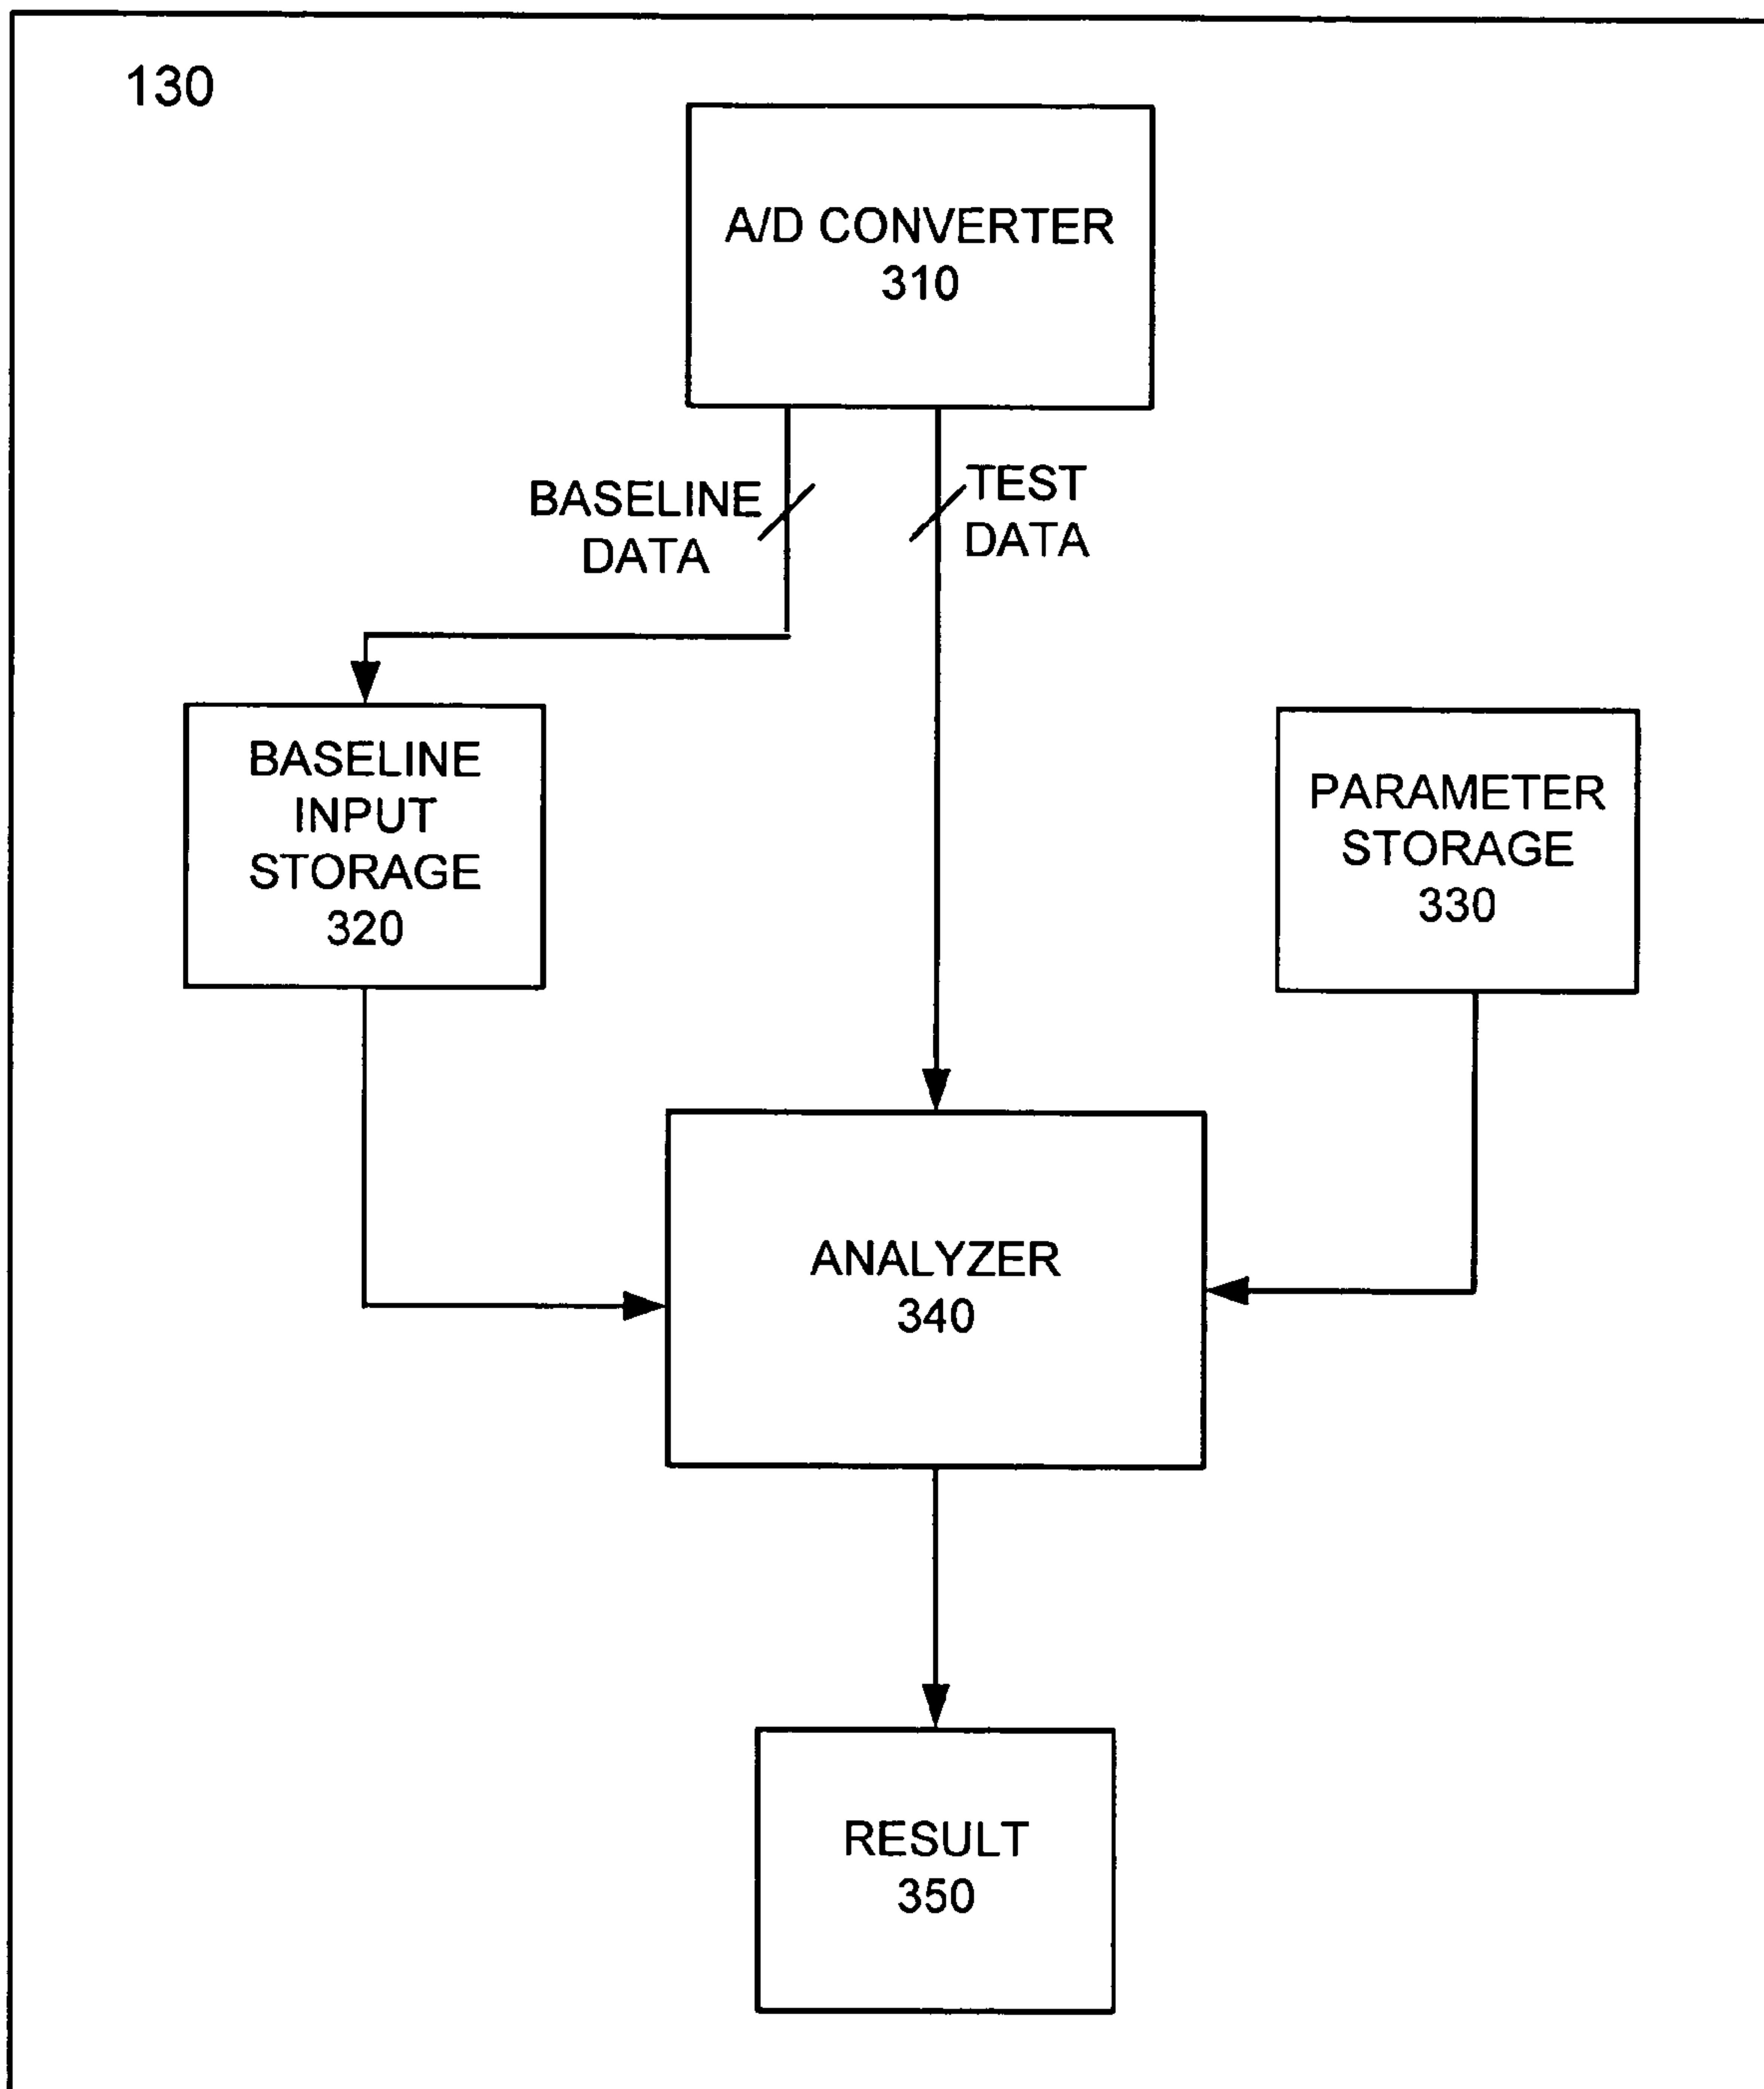 130
A/D CONVERTER
310
BASELINE
DATA
TEST
DATA
BASELINE
INPUT
STORAGE
320
PARAMETER
STORAGE
330
ANALYZER
340
RESULT
350